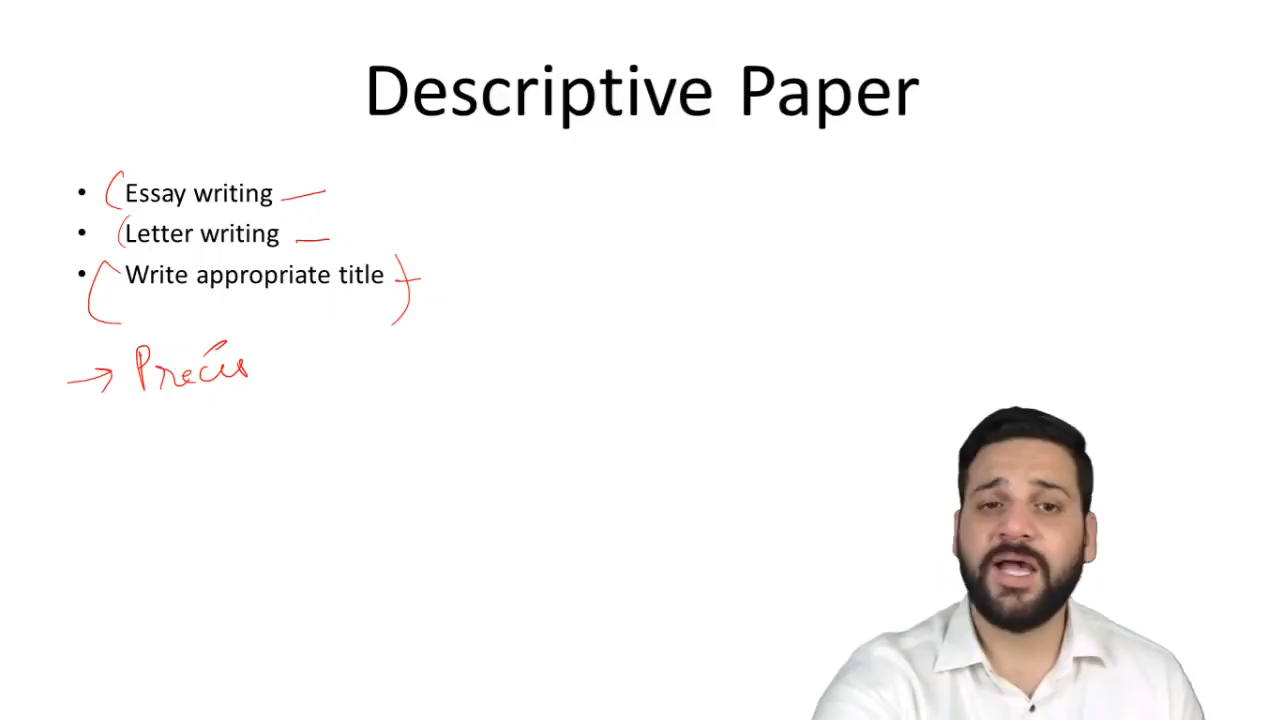 Descriptive Paper
• Essay writing
• Letter writing
• Write appropriate title
→ Precis